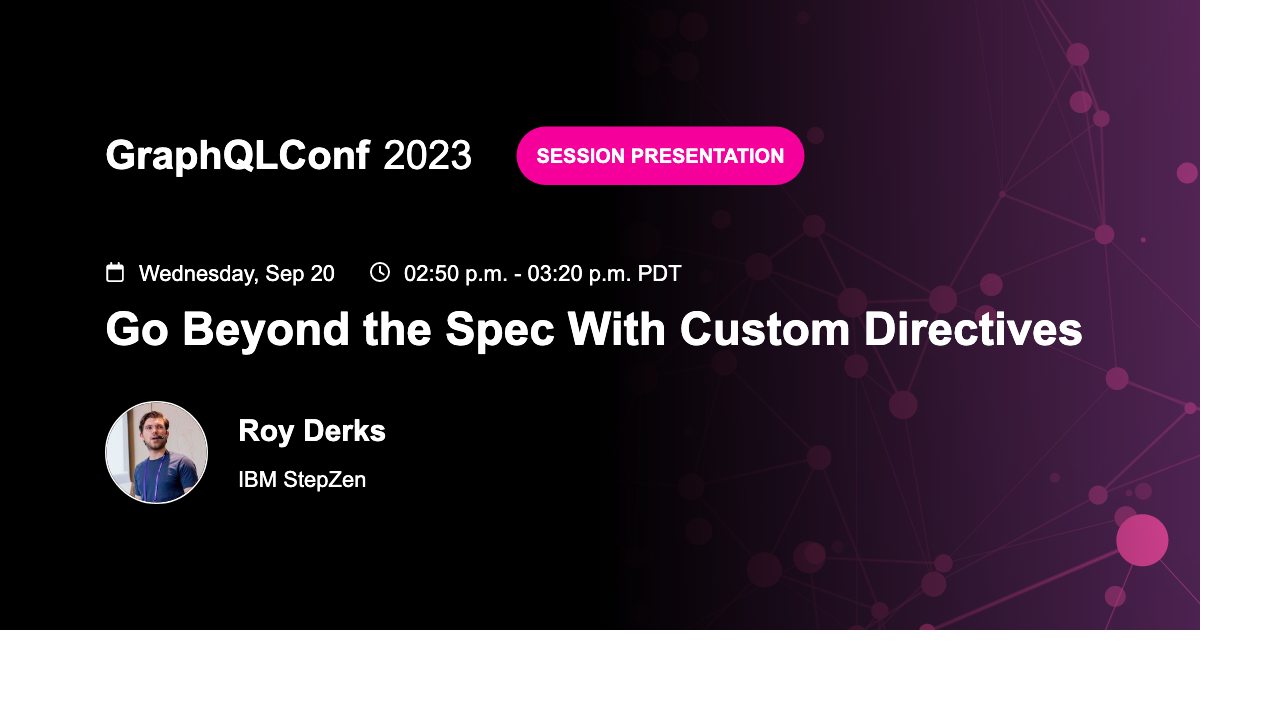 GraphQLConf 2023
SESSION PRESENTATION
Wednesday, Sep 20 02:50 p.m. - 03:20 p.m. PDT
Go Beyond the Spec With Custom Directives
Roy Derks
IBM StepZen